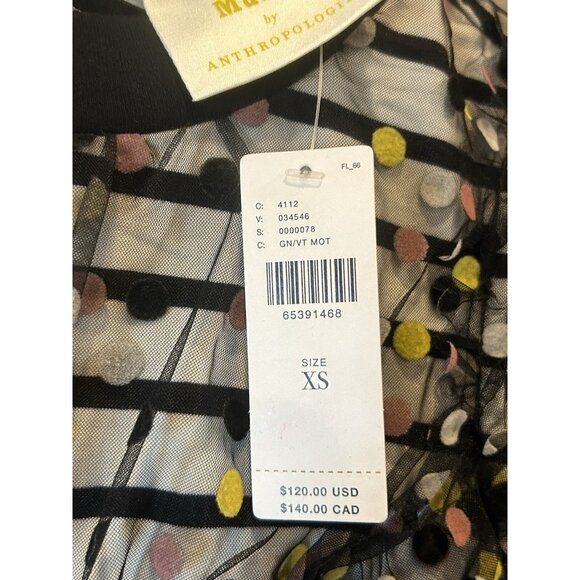 by
ANTHROPOLOGIE
FL_66
C: 4112
V: 034546
S: 0000078
C: GN/VT MOT
65391468
SIZE
XS
$120.00 USD
$140.00 CAD